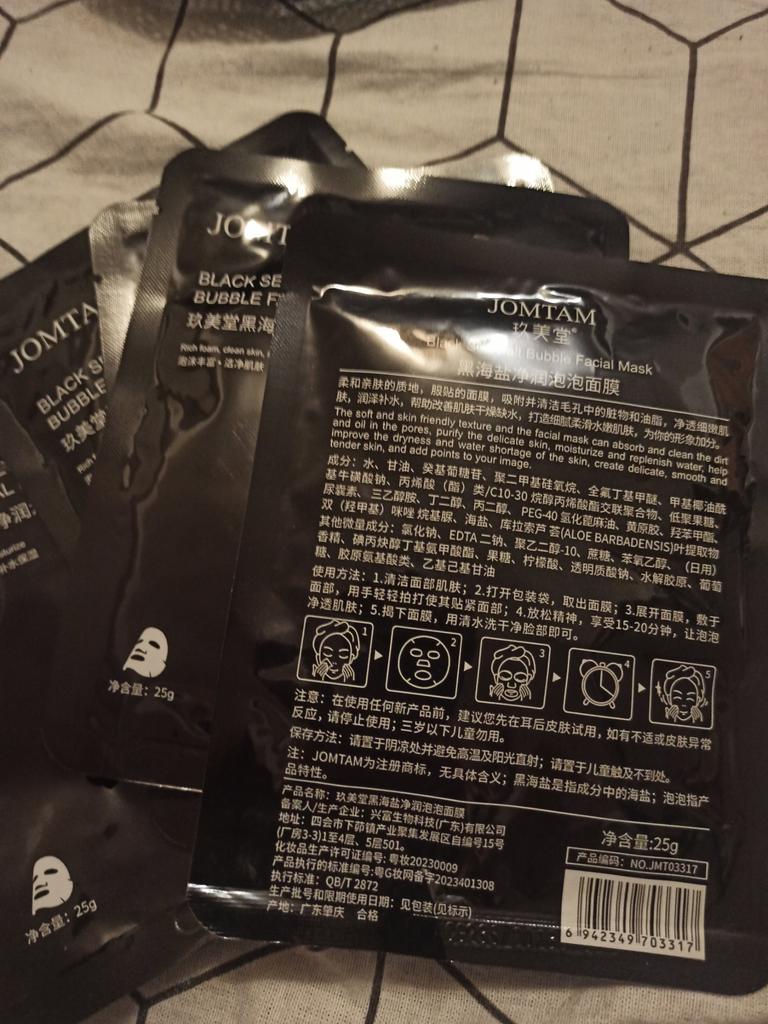 JOMTAM
玖美堂®
Bubble Facial Mask
黑海盐净润泡泡面膜
柔和亲肤的质地，服贴的面膜，吸附并清洁毛孔中的脏物和油脂，净透细嫩肌
肤，润泽补水，帮助改善肌肤干燥缺水，打造细腻柔滑水嫩肌肤，为你的形象加分。
The soft and skin friendly texture and the facial mask can absorb and clean the dirt
and oil in the pores, purify the delicate skin, moisturize and replenish water, help
improve the dryness and water shortage of the skin, create delicate, smooth and
tender skin, and add points to your image.
成分：水、甘油、癸基葡糖苷、聚二甲基硅氧烷、全氟丁基甲醚、甲基椰油酰
基牛磺酸钠、丙烯酸（酯）类/C10-30 烷醇丙烯酸酯交联聚合物、低聚果糖、
尿囊素、三乙醇胺、丁二醇、丙二醇、PEG-40 氢化蓖麻油、黄原胶、羟苯甲酯、
双（羟甲基）咪唑烷基脲、海盐、库拉索芦荟(ALOE BARBADENSIS)叶提取物
其他微量成分：氯化钠、EDTA 二钠、聚乙二醇-10、蔗糖、苯氧乙醇、（日用）
香精、碘丙炔醇丁基氨甲酸酯、果糖、柠檬酸、透明质酸钠、水解胶原、葡萄
糖、胶原氨基酸类、乙基己基甘油
使用方法：1.清洁面部肌肤；2.打开包装袋，取出面膜；3.展开面膜，敷于
面部，用手轻轻拍打使其贴紧面部；4.放松精神，享受15-20分钟，让泡泡
净透肌肤；5.揭下面膜，用清水洗干净脸部即可。
1 2 3 4 5
注意：在使用任何新产品前，建议您先在耳后皮肤试用，如有不适或皮肤异常
反应，请停止使用；三岁以下儿童勿用。
保存方法：请置于阴凉处并避免高温及阳光直射；请置于儿童触及不到处。
注：JOMTAM为注册商标，无具体含义；黑海盐是指成分中的海盐；泡泡指产
品特性。
产品名称：玖美堂黑海盐净润泡泡面膜
备案人/生产企业：兴富生物科技(广东)有限公司
地址：四会市下茆镇产业聚集发展区自编15号
(厂房3-3)1至4层、5层501。
化妆品生产许可证编号：粤妆20230009
产品执行的标准编号：粤G妆网备字2023401308
执行标准：QB/T 2872
生产批号和限期使用日期：见包装(见标示)
产地：广东肇庆 合格
净含量:25g
产品编码：NO.JMT03317
6 942349 703317
JOMT
BLACK SE
BUBBLE F
玖美堂黑海
Rich foam, clean skin,
泡沫丰富·洁净肌肤
净含量：25g
JOMTA
BLACK S
BUBBLE
玖美堂
Rich
AL
净润
净含量：25g